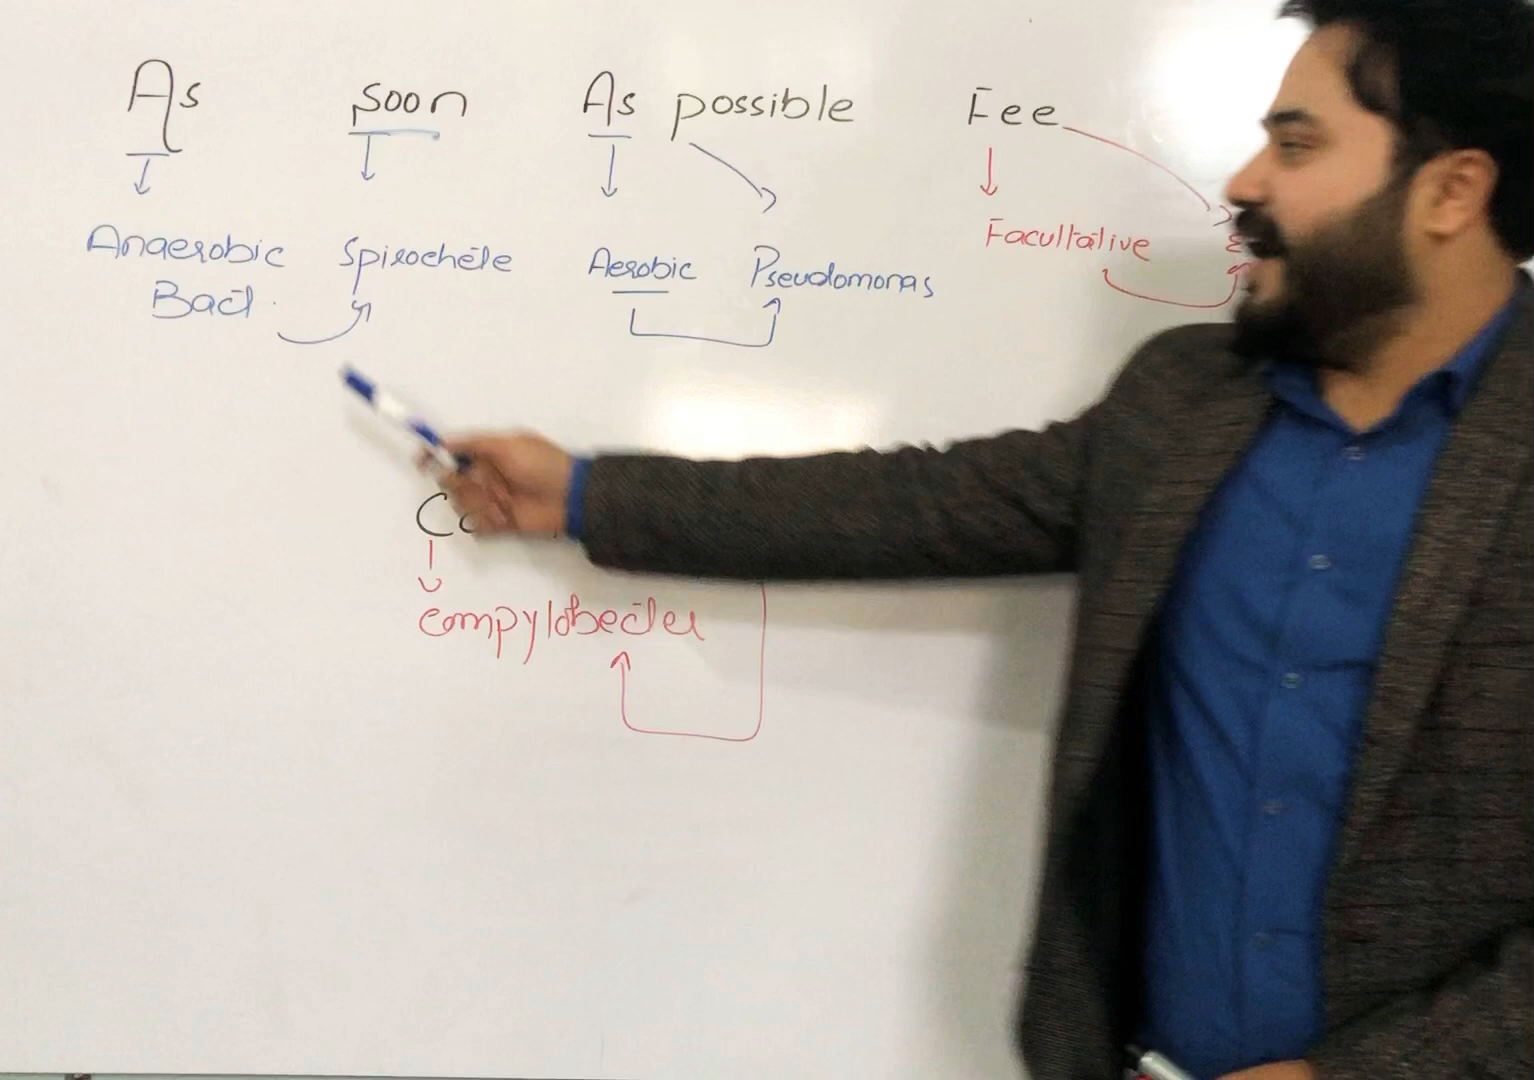 As soon As possible Fee
Anaerobic Spirochete Aerobic Pseudomonas Facultative
Bact.
Compylobecter